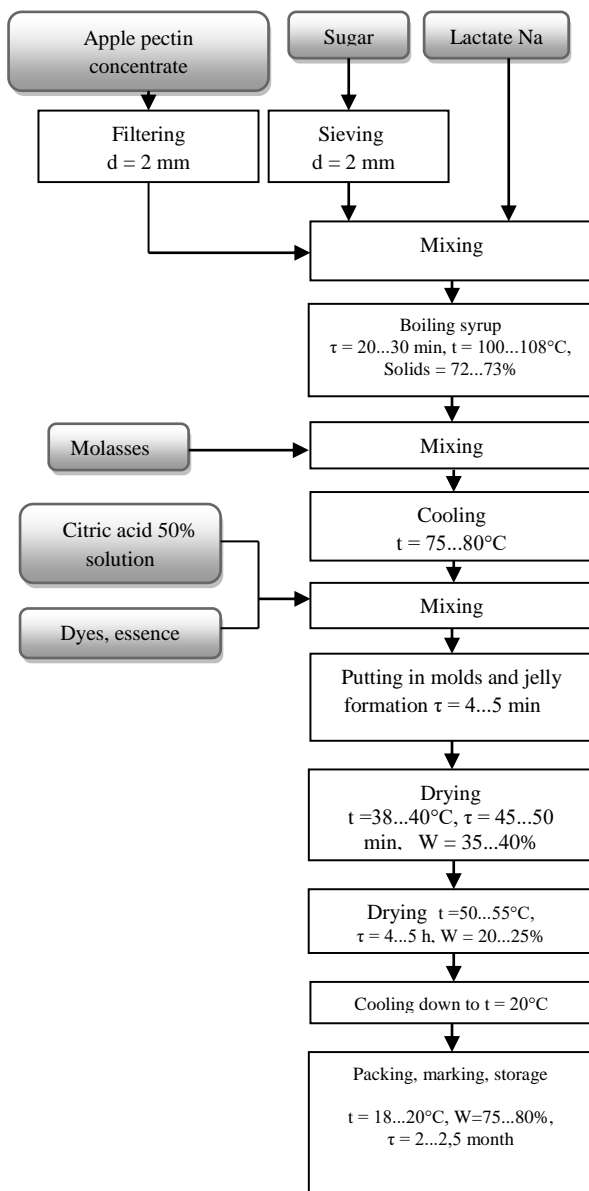 Apple pectin
concentrate
Sugar
Lactate Na
Filtering
d = 2 mm
Sieving
d = 2 mm
Mixing
Boiling syrup
τ = 20...30 min, t = 100...108°C,
Solids = 72...73%
Molasses
Mixing
Cooling
t = 75...80°C
Citric acid 50%
solution
Dyes, essence
Mixing
Putting in molds and jelly
formation τ = 4...5 min
Drying
t =38...40°C, τ = 45...50
min, W = 35...40%
Drying t =50...55°C,
τ = 4...5 h, W = 20...25%
Cooling down to t = 20°C
Packing, marking, storage
t = 18...20°C, W=75...80%,
τ = 2...2,5 month